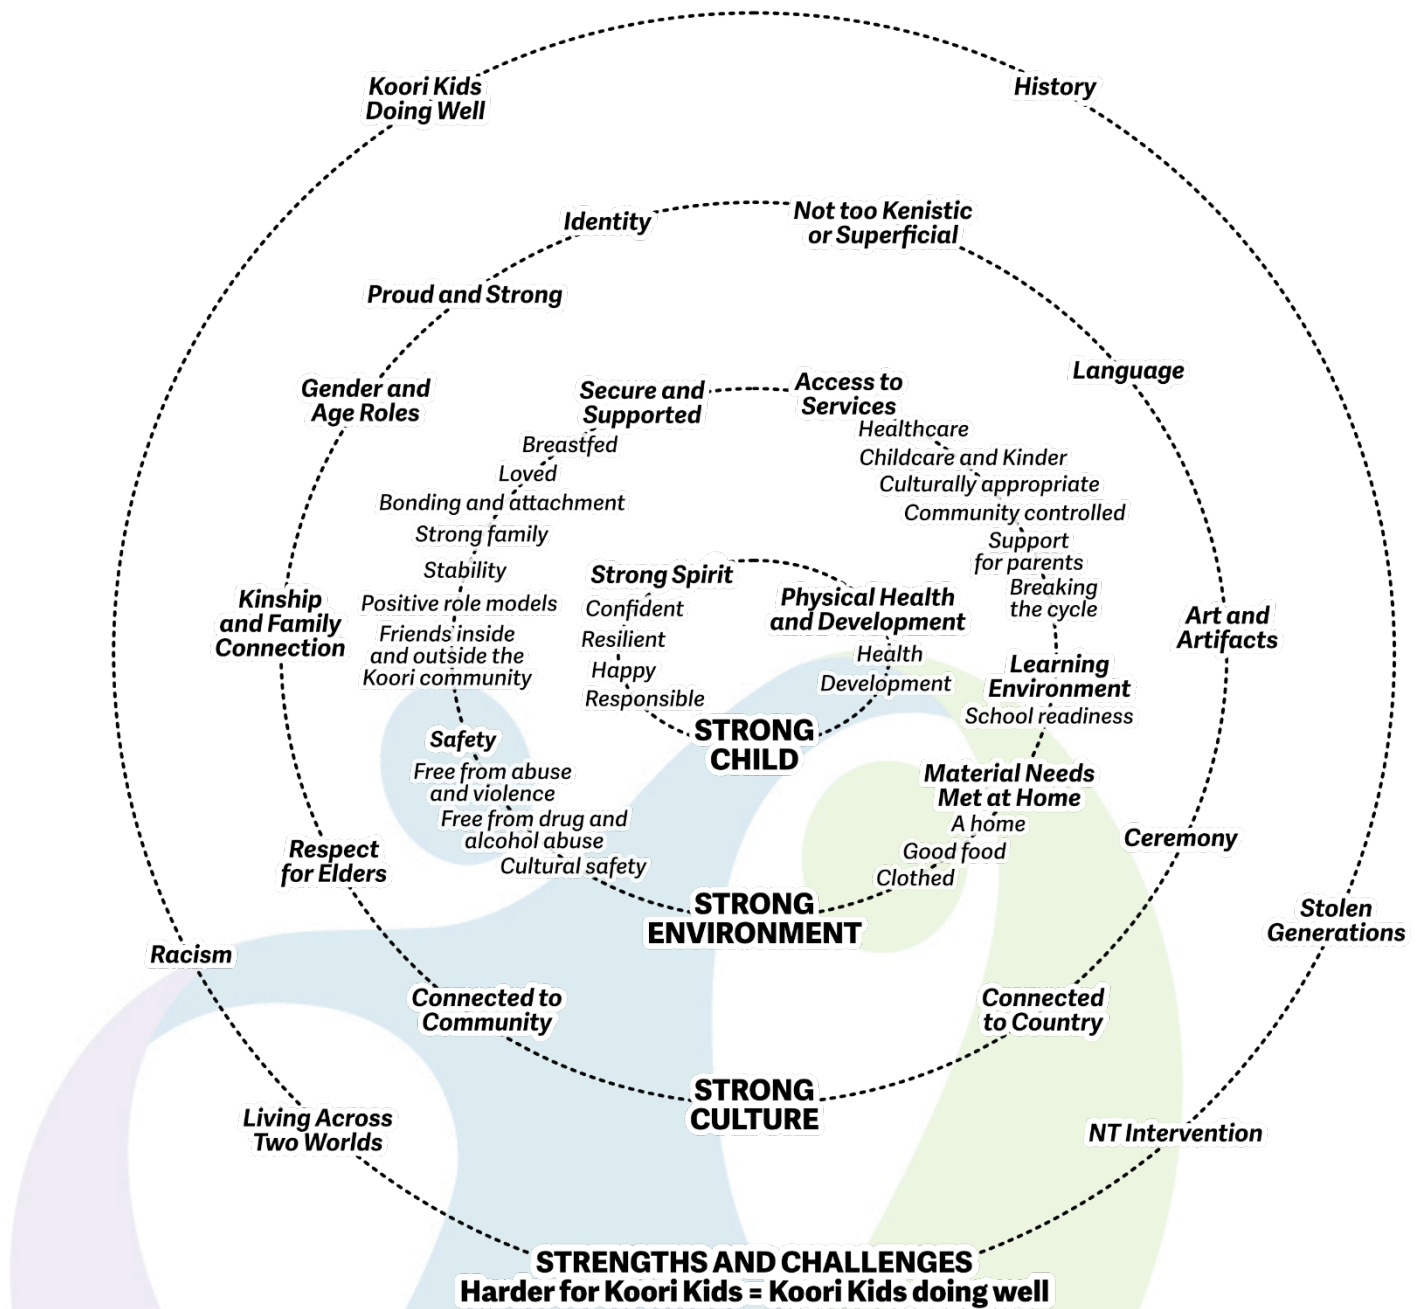 Koori Kids
Doing Well
History
Identity
Not too Kenistic
or Superficial
Proud and Strong
Language
Gender and
Age Roles
Secure and
Supported
Access to
Services
Breastfed
Loved
Bonding and attachment
Strong family
Stability
Positive role models
Friends inside
and outside the
Koori community
Healthcare
Childcare and Kinder
Culturally appropriate
Community controlled
Support
for parents
Breaking
the cycle
Strong Spirit
Confident
Resilient
Happy
Responsible
Physical Health
and Development
Health
Development
STRONG
CHILD
Kinship
and Family
Connection
Art and
Artifacts
Learning
Environment
School readiness
Safety
Free from abuse
and violence
Free from drug and
alcohol abuse
Cultural safety
Material Needs
Met at Home
A home
Good food
Clothed
STRONG
ENVIRONMENT
Respect
for Elders
Ceremony
Racism
Stolen
Generations
Connected to
Community
Connected
to Country
STRONG
CULTURE
Living Across
Two Worlds
NT Intervention
STRENGTHS AND CHALLENGES
Harder for Koori Kids = Koori Kids doing well